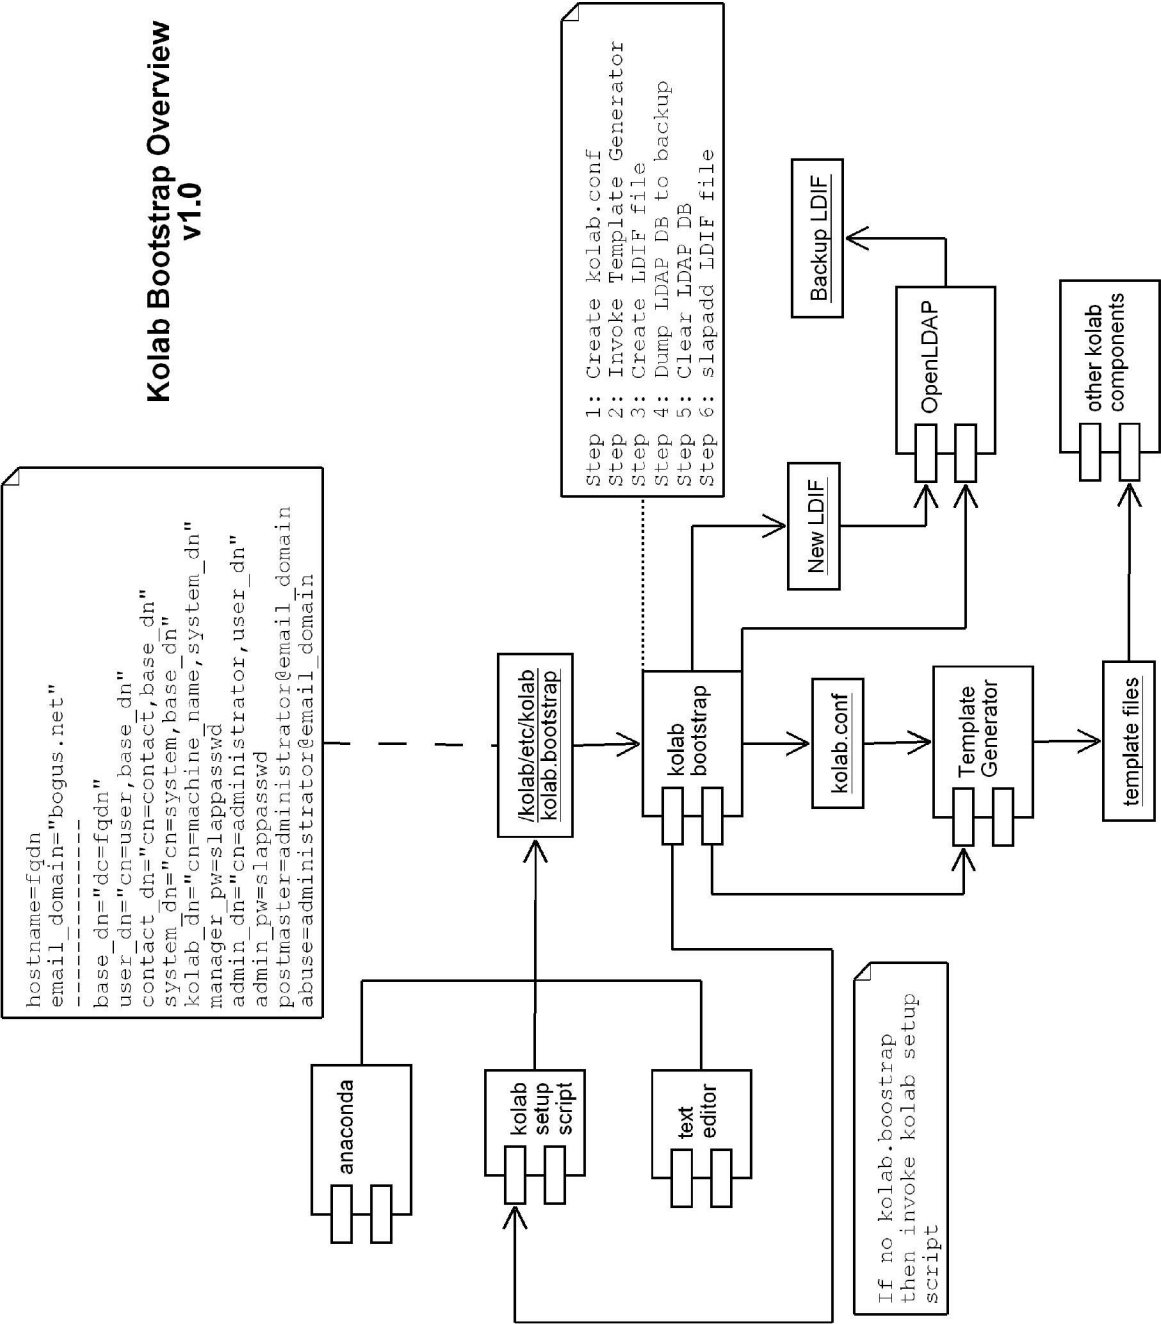 Kolab Bootstrap Overview
v1.0
hostname=fqdn
email_domain="bogus.net"
----------------
base_dn="dc=fqdn"
user_dn="cn=user,base_dn"
contact_dn="cn=contact,base_dn"
system_dn="cn=system,base_dn"
kolab_dn="cn=machine_name,system_dn"
manager_pw=slappasswd
admin_dn="cn=administrator,user_dn"
admin_pw=slappasswd
postmaster=administrator@email_domain
abuse=administrator@email_domain
Step 1: Create kolab.conf
Step 2: Invoke Template Generator
Step 3: Create LDIF file
Step 4: Dump LDAP DB to backup
Step 5: Clear LDAP DB
Step 6: slapadd LDIF file
anaconda
kolab
setup
script
text
editor
/kolab/etc/kolab
kolab.bootstrap
kolab
bootstrap
New LDIF
Backup LDIF
OpenLDAP
kolab.conf
Template
Generator
template files
other kolab
components
If no kolab.boostrap
then invoke kolab setup
script